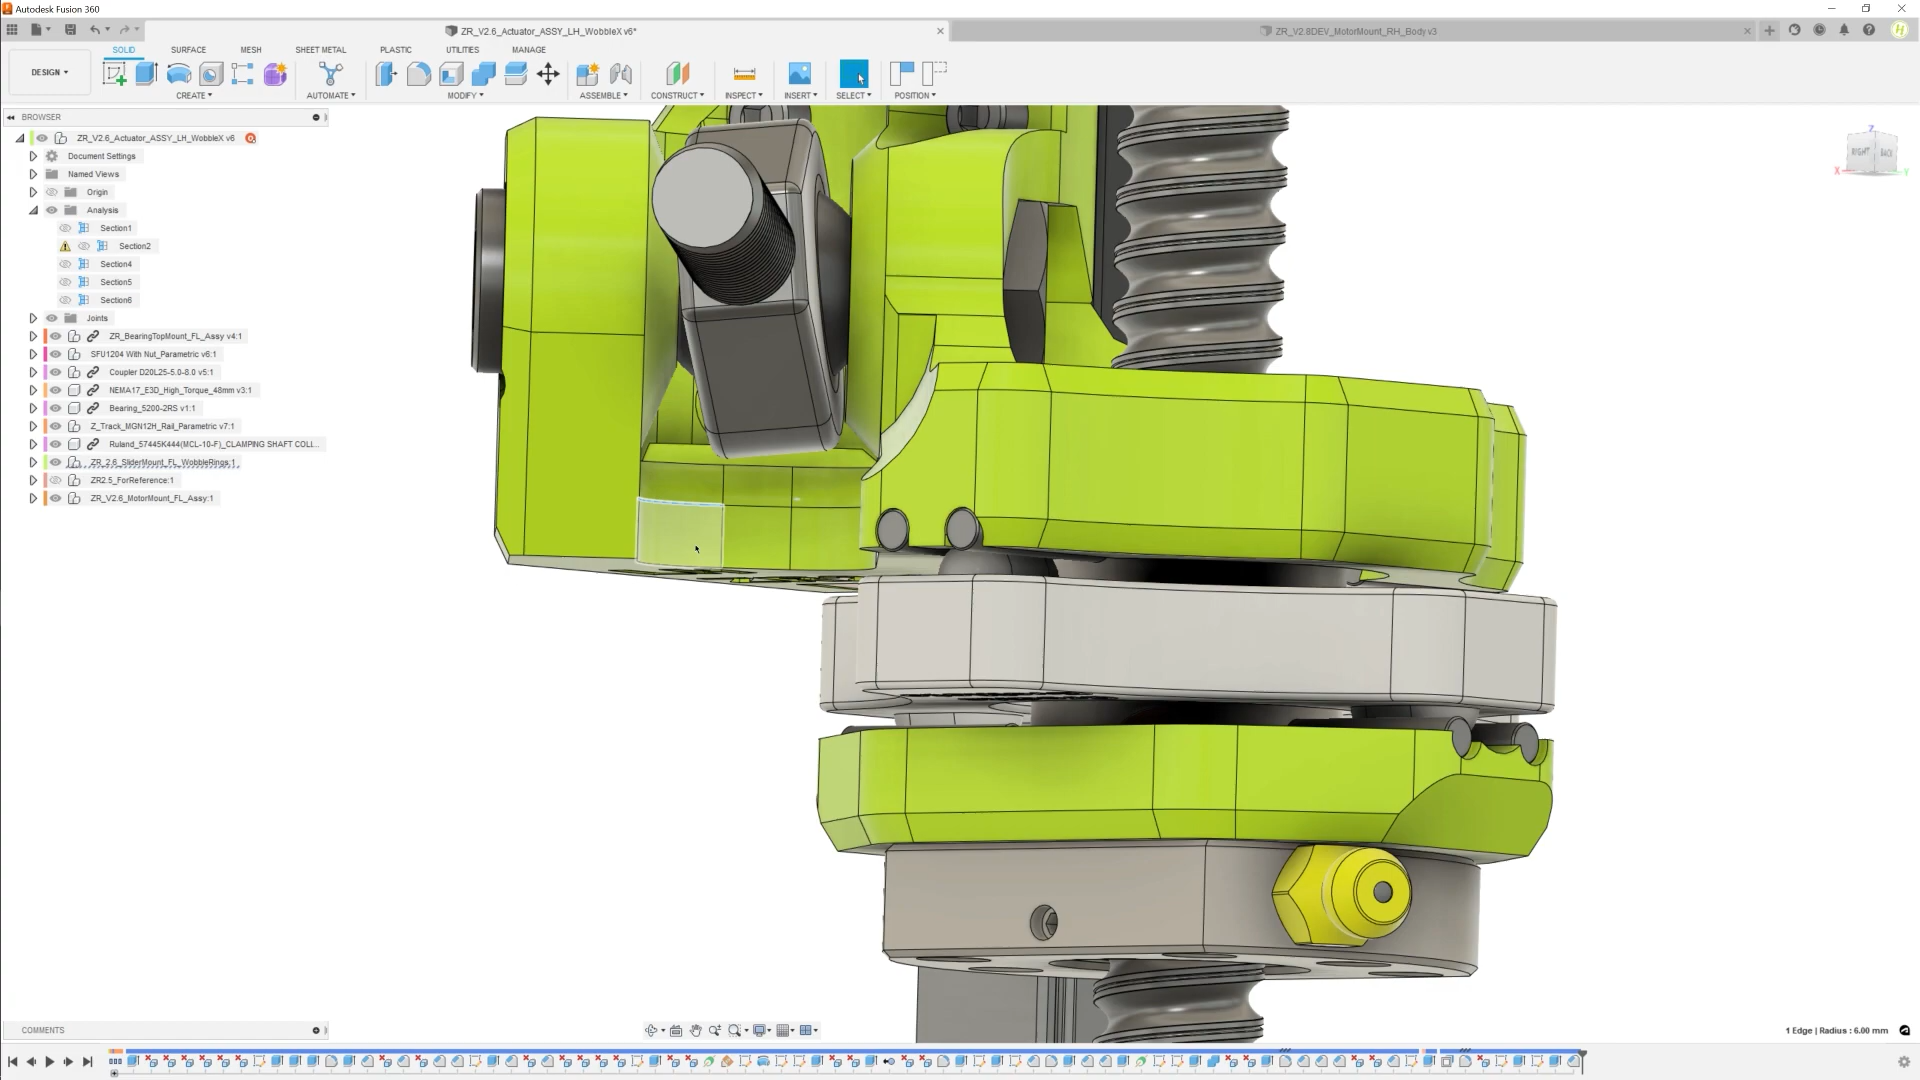 Autodesk Fusion 360
ZR_V2.6_Actuator_ASSY_LH_WobbleX v6*
ZR_V2.8DEV_MotorMount_RH_Body v3
SOLID SURFACE MESH SHEET METAL PLASTIC UTILITIES MANAGE
DESIGN
CREATE AUTOMATE MODIFY ASSEMBLE CONSTRUCT INSPECT INSERT SELECT POSITION
BROWSER
ZR_V2.6_Actuator_ASSY_LH_WobbleX v6
Document Settings
Named Views
Origin
Analysis
Section1
Section2
Section4
Section5
Section6
Joints
ZR_BearingTopMount_FL_Assy v4:1
SFU1204 With Nut_Parametric v6:1
Coupler D20L25-5.0-8.0 v5:1
NEMA17_E3D_High_Torque_48mm v3:1
Bearing_5200-2RS v1:1
Z_Track_MGN12H_Rail_Parametric v7:1
Ruland_57445K444(MCL-10-F)_CLAMPING SHAFT COLL...
ZR_2.6_SliderMount_FL_WobbleRings:1
ZR2.5_ForReference:1
ZR_V2.6_MotorMount_FL_Assy:1
Z
RIGHT BACK
X Y
COMMENTS
1 Edge | Radius : 6.00 mm